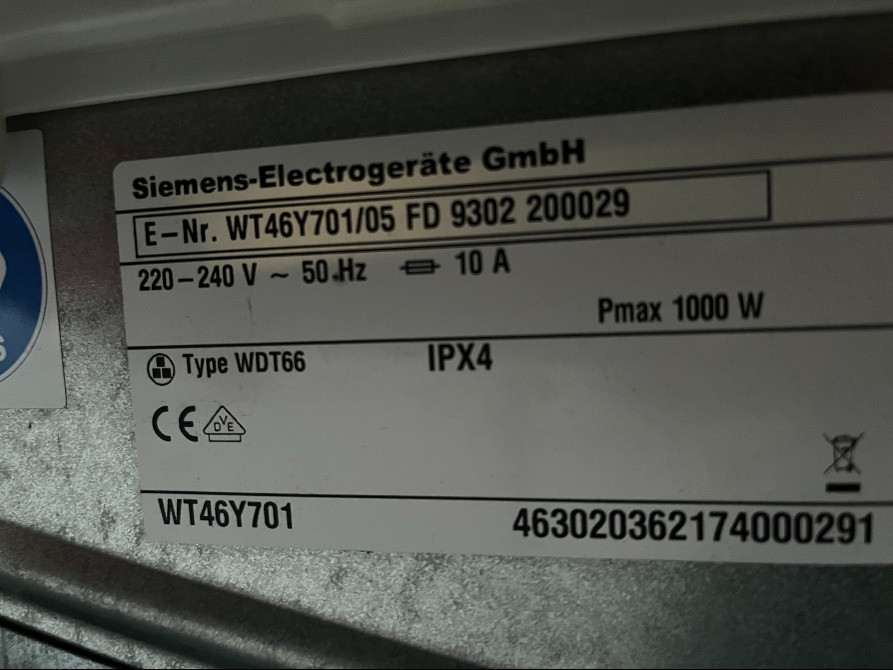 Siemens-Electrogeräte GmbH
E-Nr. WT46Y701/05 FD 9302 200029
220-240 V ~ 50 Hz 10 A
Pmax 1000 W
Type WDT66 IPX4
CE OVE
WT46Y701 463020362174000291
S